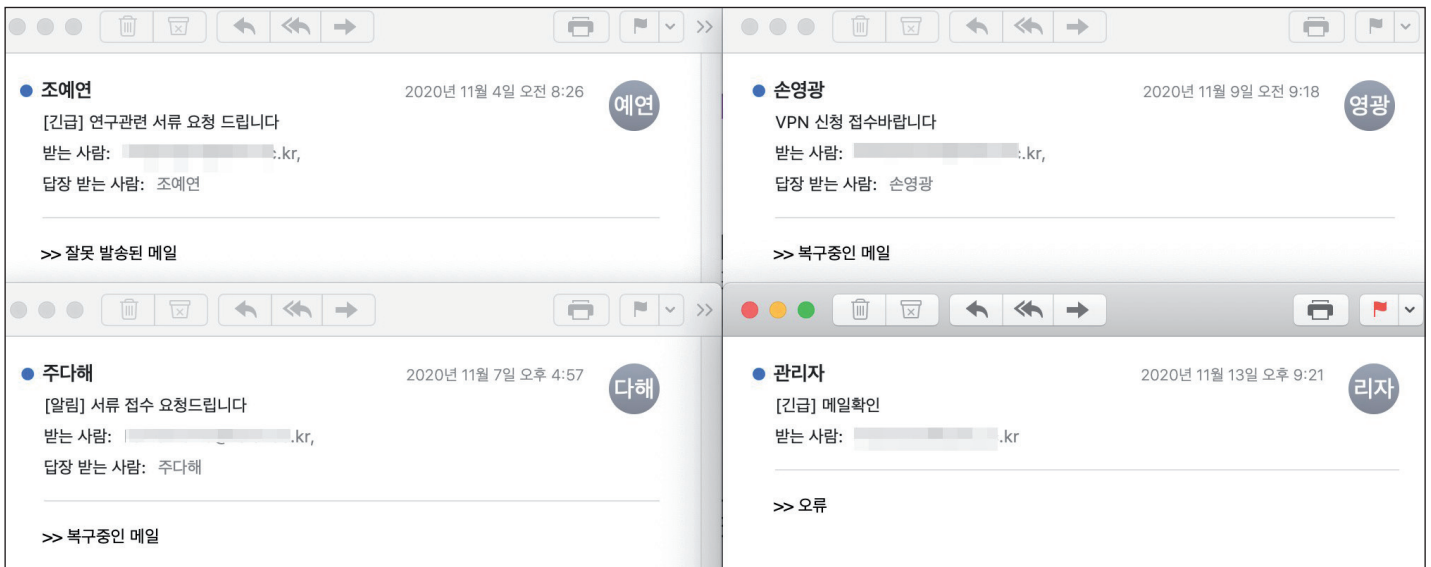 조예연
2020년 11월 4일 오전 8:26
예연
[긴급] 연구관련 서류 요청 드립니다
받는 사람: .kr,
답장 받는 사람: 조예연
>> 잘못 발송된 메일
손영광
2020년 11월 9일 오전 9:18
영광
VPN 신청 접수바랍니다
받는 사람: .kr,
답장 받는 사람: 손영광
>> 복구중인 메일
주다해
2020년 11월 7일 오후 4:57
다해
[알림] 서류 접수 요청드립니다
받는 사람: .kr,
답장 받는 사람: 주다해
>> 복구중인 메일
관리자
2020년 11월 13일 오후 9:21
리자
[긴급] 메일확인
받는 사람: .kr
>> 오류